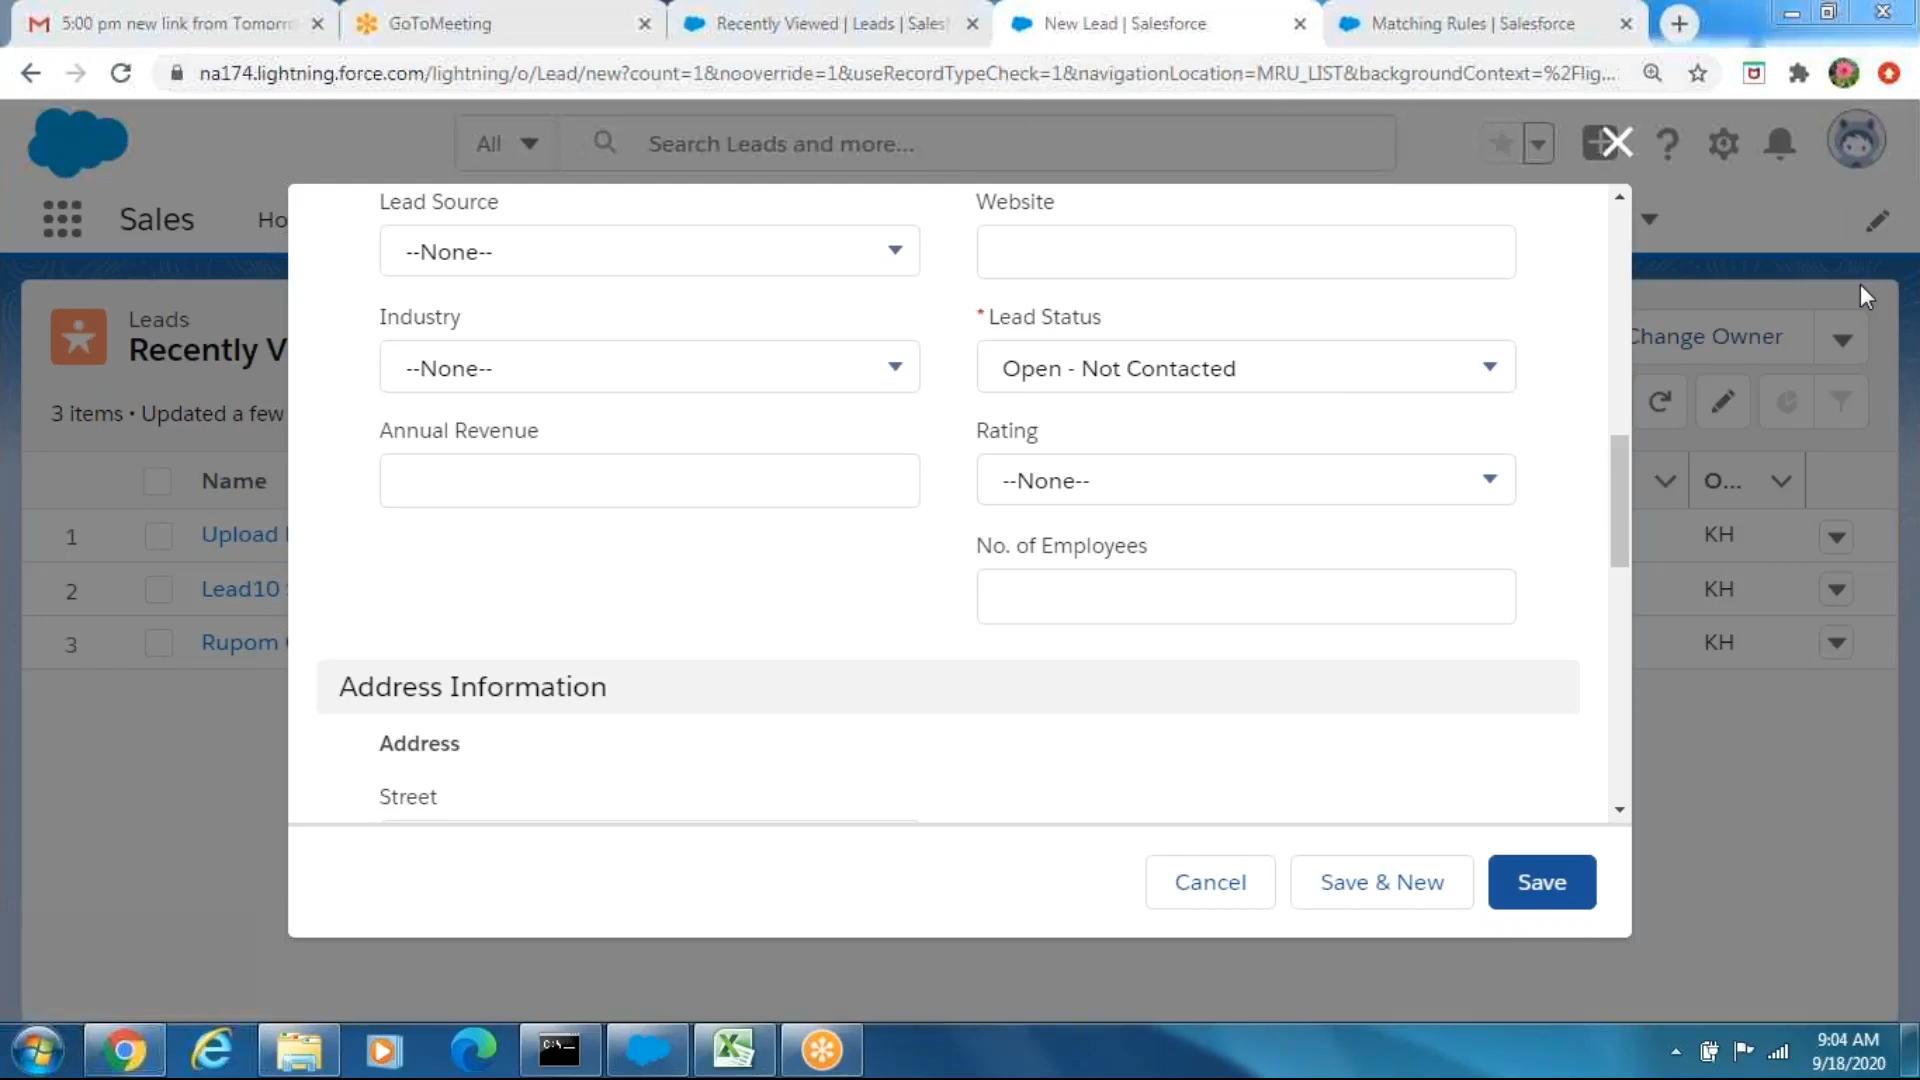 5:00 pm new link from Tomorr
GoToMeeting
Recently Viewed | Leads | Sales
New Lead | Salesforce
Matching Rules | Salesforce
na174.lightning.force.com/lightning/o/Lead/new?count=1&nooverride=1&useRecordTypeCheck=1&navigationLocation=MRU_LIST&backgroundContext=%2Flig...
All
Search Leads and more...
Sales
Ho
Leads
Recently V
3 items • Updated a few
Change Owner
Name
O...
1
Upload
KH
2
Lead10
KH
3
Rupom
KH
Lead Source
Website
--None--
Industry
* Lead Status
--None--
Open - Not Contacted
Annual Revenue
Rating
--None--
No. of Employees
Address Information
Address
Street
Cancel
Save & New
Save
C:\_
9:04 AM
9/18/2020